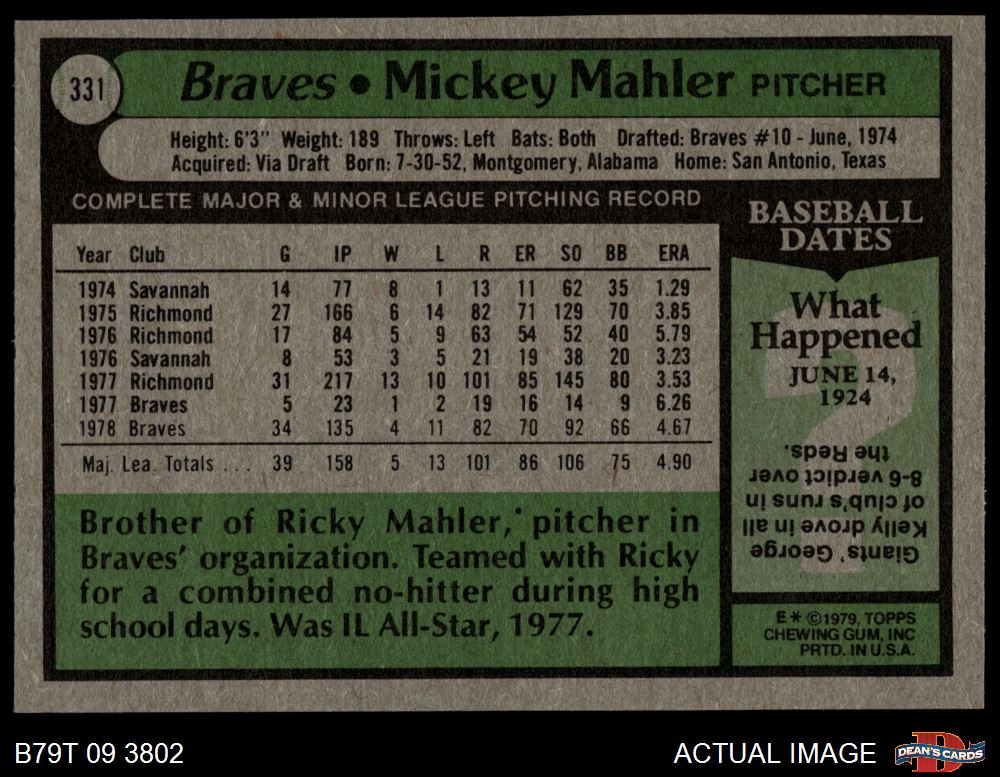 331
Braves • Mickey Mahler PITCHER
Height: 6'3" Weight: 189 Throws: Left Bats: Both Drafted: Braves #10 - June, 1974
Acquired: Via Draft Born: 7-30-52, Montgomery, Alabama Home: San Antonio, Texas
COMPLETE MAJOR & MINOR LEAGUE PITCHING RECORD
Year Club G IP W L R ER SO BB ERA
1974 Savannah 14 77 8 1 13 11 62 35 1.29
1975 Richmond 27 166 6 14 82 71 129 70 3.85
1976 Richmond 17 84 5 9 63 54 52 40 5.79
1976 Savannah 8 53 3 5 21 19 38 20 3.23
1977 Richmond 31 217 13 10 101 85 145 80 3.53
1977 Braves 5 23 1 2 19 16 14 9 6.26
1978 Braves 34 135 4 11 82 70 92 66 4.67
Maj. Lea. Totals . . . 39 158 5 13 101 86 106 75 4.90
Brother of Ricky Mahler, pitcher in
Braves' organization. Teamed with Ricky
for a combined no-hitter during high
school days. Was IL All-Star, 1977.
BASEBALL
DATES
What
Happened
JUNE 14,
1924
?
Giants' George
Kelly drove in all
of club's runs in
8-6 verdict over
the Reds.
E * © 1979, TOPPS
CHEWING GUM, INC
PRTD. IN U.S.A.
B79T 09 3802
ACTUAL IMAGE
D
DEAN'S CARDS